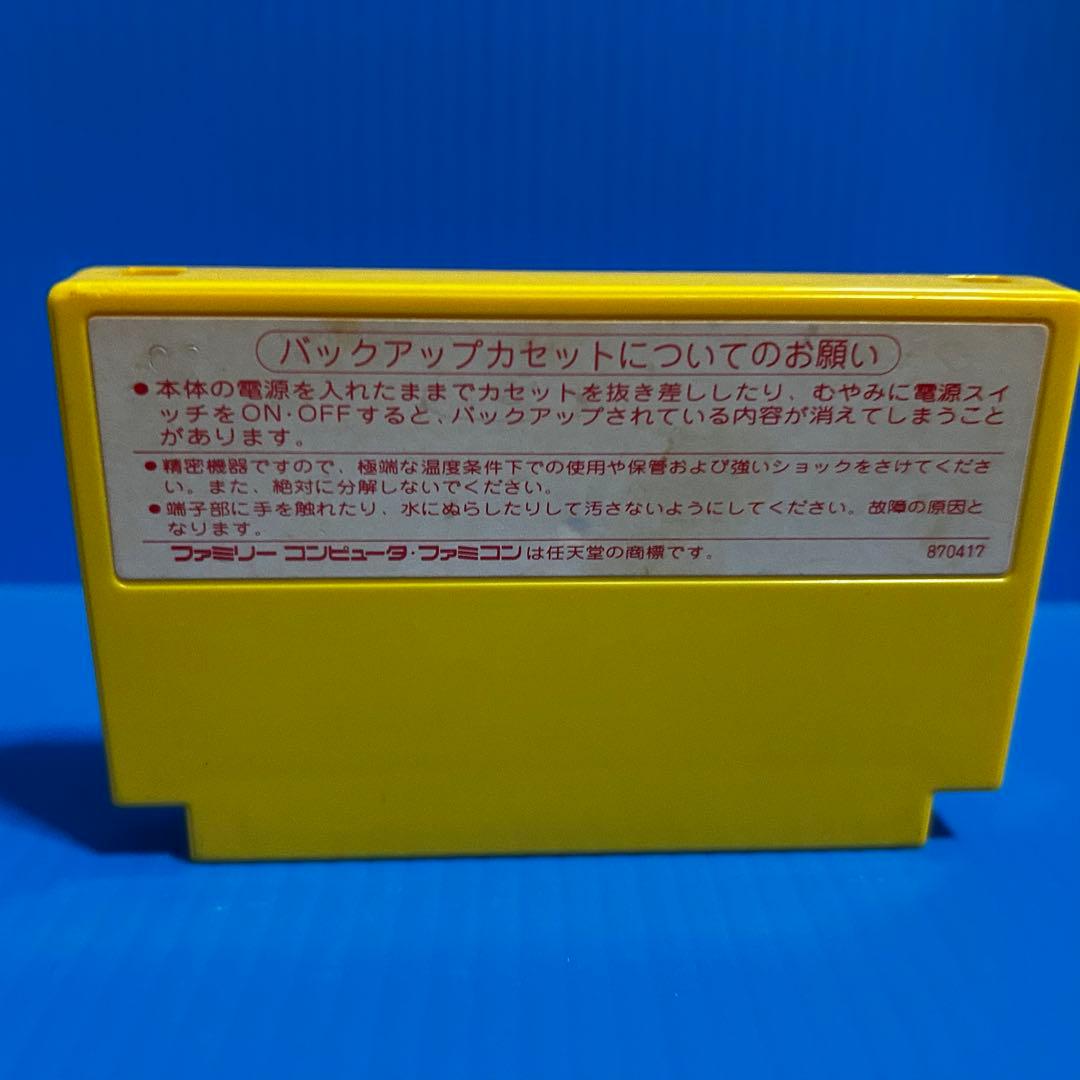 バックアップカセットについてのお願い
●本体の電源を入れたままでカセットを抜き差ししたり、むやみに電源スイ
ッチをON・OFFすると、バックアップされている内容が消えてしまうこと
があります。
●精密機器ですので、極端な温度条件下での使用や保管および強いショックをさけてくださ
い。また、絶対に分解しないでください。
●端子部に手を触れたり、水にぬらしたりして汚さないようにしてください。故障の原因と
なります。
ファミリー コンピュータ・ファミコンは任天堂の商標です。 870417